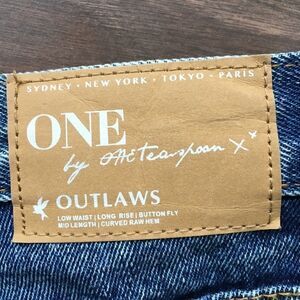 SYDNEY • NEW YORK • TOKYO • PARIS
ONE
by oneteaspoon X
OUTLAWS
LOW WAIST | LONG RISE | BUTTON FLY
MID LENGTH | CURVED RAW HEM